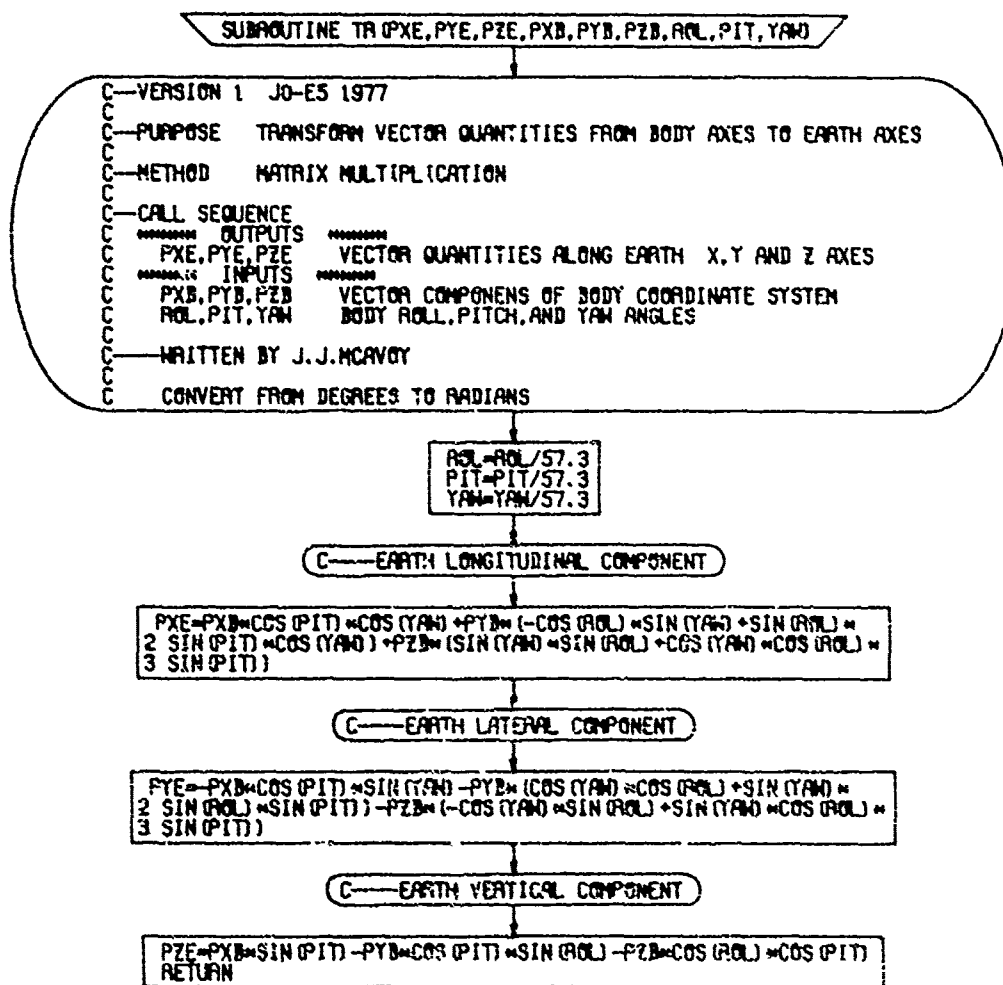 SUBROUTINE TR(PXE,PYE,PZE,PXB,PYB,PZB,ROL,PIT,YAW)
C---VERSION 1 JO-E5 1977
C
C---PURPOSE TRANSFORM VECTOR QUANTITIES FROM BODY AXES TO EARTH AXES
C
C---METHOD MATRIX MULTIPLICATION
C
C---CALL SEQUENCE
C ******* OUTPUTS *******
C PXE,PYE,PZE VECTOR QUANTITIES ALONG EARTH X,Y AND Z AXES
C ******* INPUTS *******
C PXB,PYB,PZB VECTOR COMPONENS OF BODY COORDINATE SYSTEM
C ROL,PIT,YAW BODY ROLL,PITCH,AND YAW ANGLES
C
C----WRITTEN BY J.J.MCAVOY
C
C CONVERT FROM DEGREES TO RADIANS
ROL=ROL/57.3
PIT=PIT/57.3
YAW=YAW/57.3
C----EARTH LONGITUDINAL COMPONENT
PXE=PXB*COS(PIT)*COS(YAW)+PYB*(-COS(ROL)*SIN(YAW)+SIN(ROL)*
2 SIN(PIT)*COS(YAW))+PZB*(SIN(YAW)*SIN(ROL)+COS(YAW)*COS(ROL)*
3 SIN(PIT))
C----EARTH LATERAL COMPONENT
PYE=-PXB*COS(PIT)*SIN(YAW)-PYB*(COS(YAW)*COS(ROL)+SIN(YAW)*
2 SIN(ROL)*SIN(PIT))-PZB*(-COS(YAW)*SIN(ROL)+SIN(YAW)*COS(ROL)*
3 SIN(PIT))
C----EARTH VERTICAL COMPONENT
PZE=PXB*SIN(PIT)-PYB*COS(PIT)*SIN(ROL)-PZB*COS(ROL)*COS(PIT)
RETURN